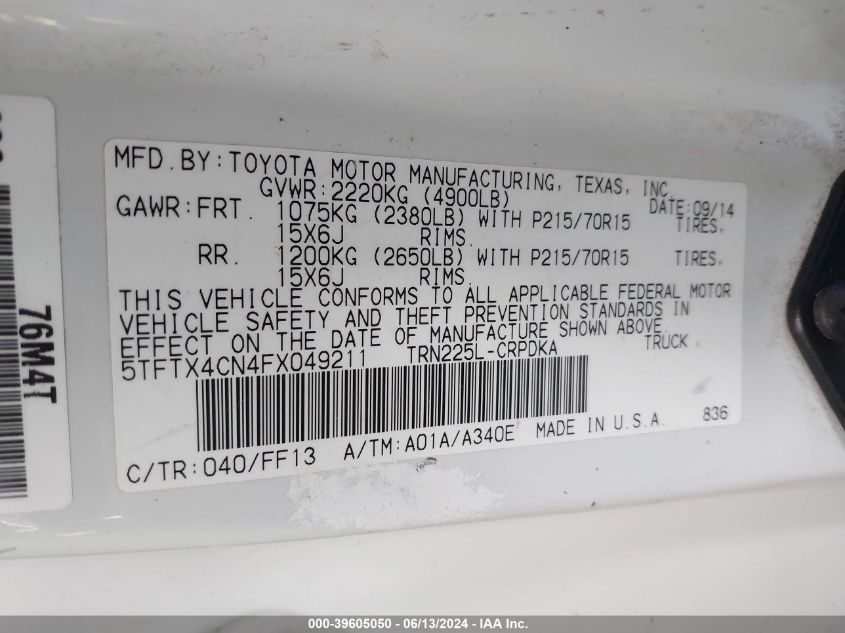 MFD.BY:TOYOTA MOTOR MANUFACTURING, TEXAS, INC.
GVWR:2220KG (4900LB) DATE:09/14
GAWR:FRT. 1075KG (2380LB) WITH P215/70R15 TIRES,
15X6J RIMS.
RR. 1200KG (2650LB) WITH P215/70R15 TIRES,
15X6J RIMS.
THIS VEHICLE CONFORMS TO ALL APPLICABLE FEDERAL MOTOR
VEHICLE SAFETY AND THEFT PREVENTION STANDARDS IN
EFFECT ON THE DATE OF MANUFACTURE SHOWN ABOVE.
5TFTX4CN4FX049211 TRN225L-CRPDKA TRUCK
C/TR:040/FF13 A/TM:A01A/A340E MADE IN U.S.A. 836
76M4T
000-39605050 - 06/13/2024 - IAA Inc.